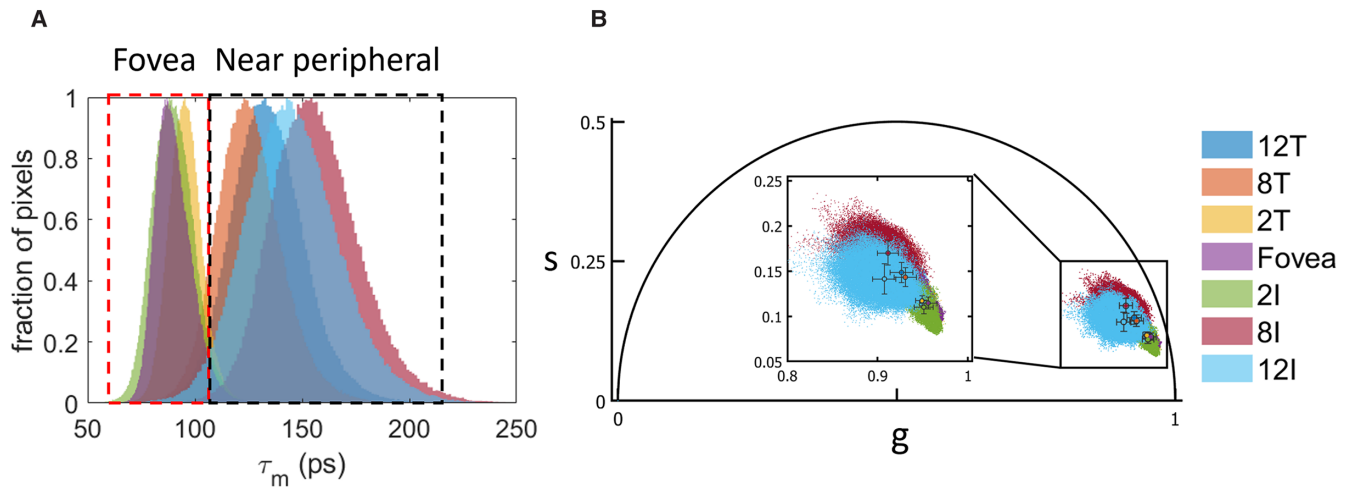 A
B
Fovea Near peripheral
fraction of pixels
1
0.8
0.6
0.4
0.2
0
50 100 150 200 250
τm (ps)
0.5
0.25
0
S
0.25
0.2
0.15
0.1
0.05
0.8 0.9 1
0 1
g
12T
8T
2T
Fovea
2I
8I
12I